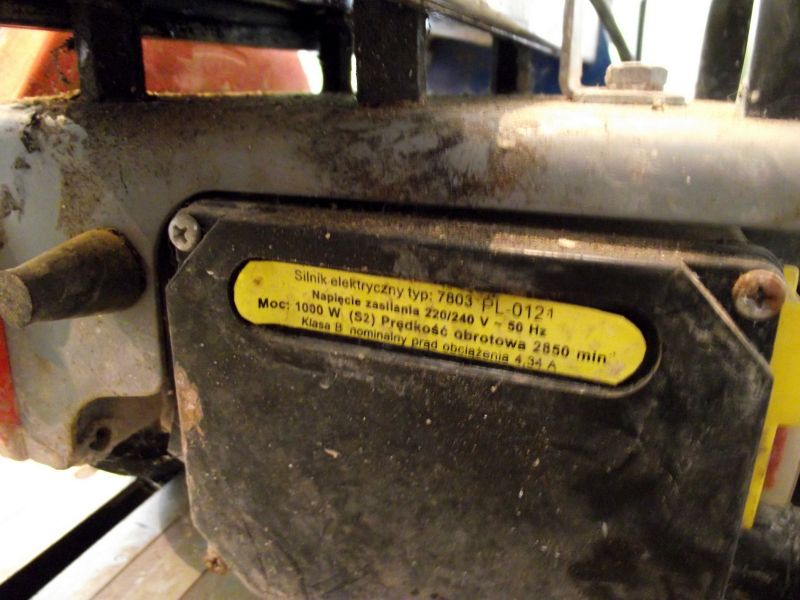 Silnik elektryczny typ: 7803 PL-0121
Napięcie zasilania 220/240 V ~ 50 Hz
Moc: 1000 W (S2) Prędkość obrotowa 2850 min⁻¹
Klasa B nominalny prąd obciążenia 4,34 A